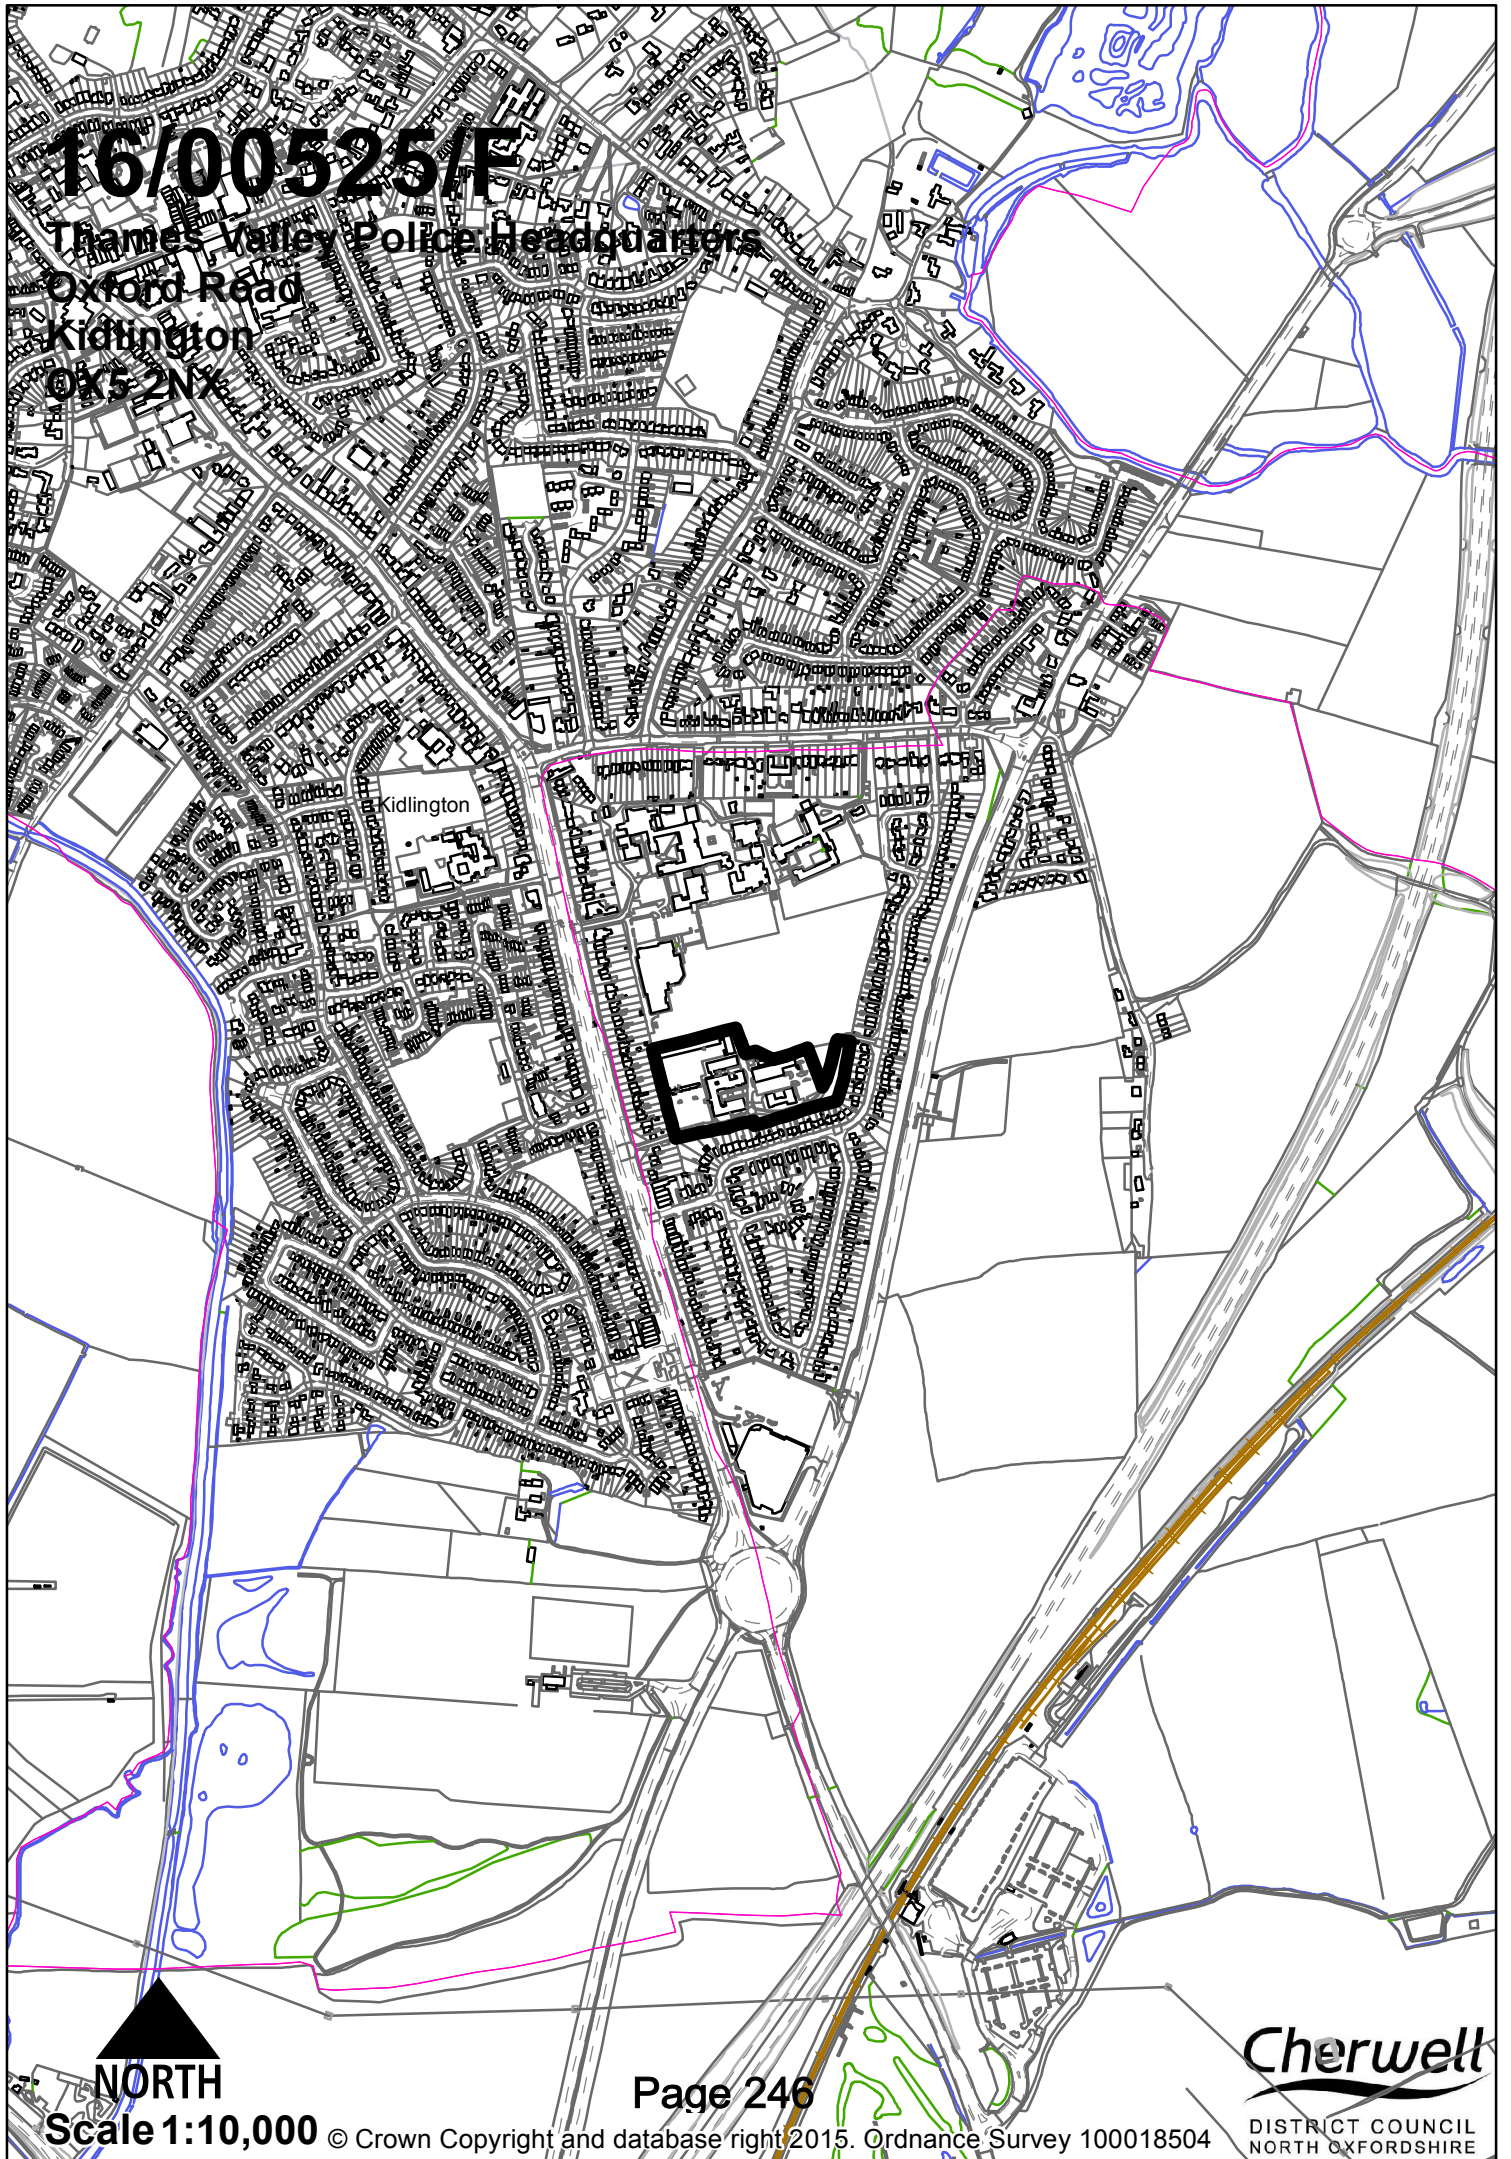 16/00525/F
Thames Valley Police Headquarters
Oxford Road
Kidlington
OX5 2NX
Kidlington
NORTH
Scale 1:10,000
Page 246
© Crown Copyright and database right 2015. Ordnance Survey 100018504
Cherwell
DISTRICT COUNCIL
NORTH OXFORDSHIRE